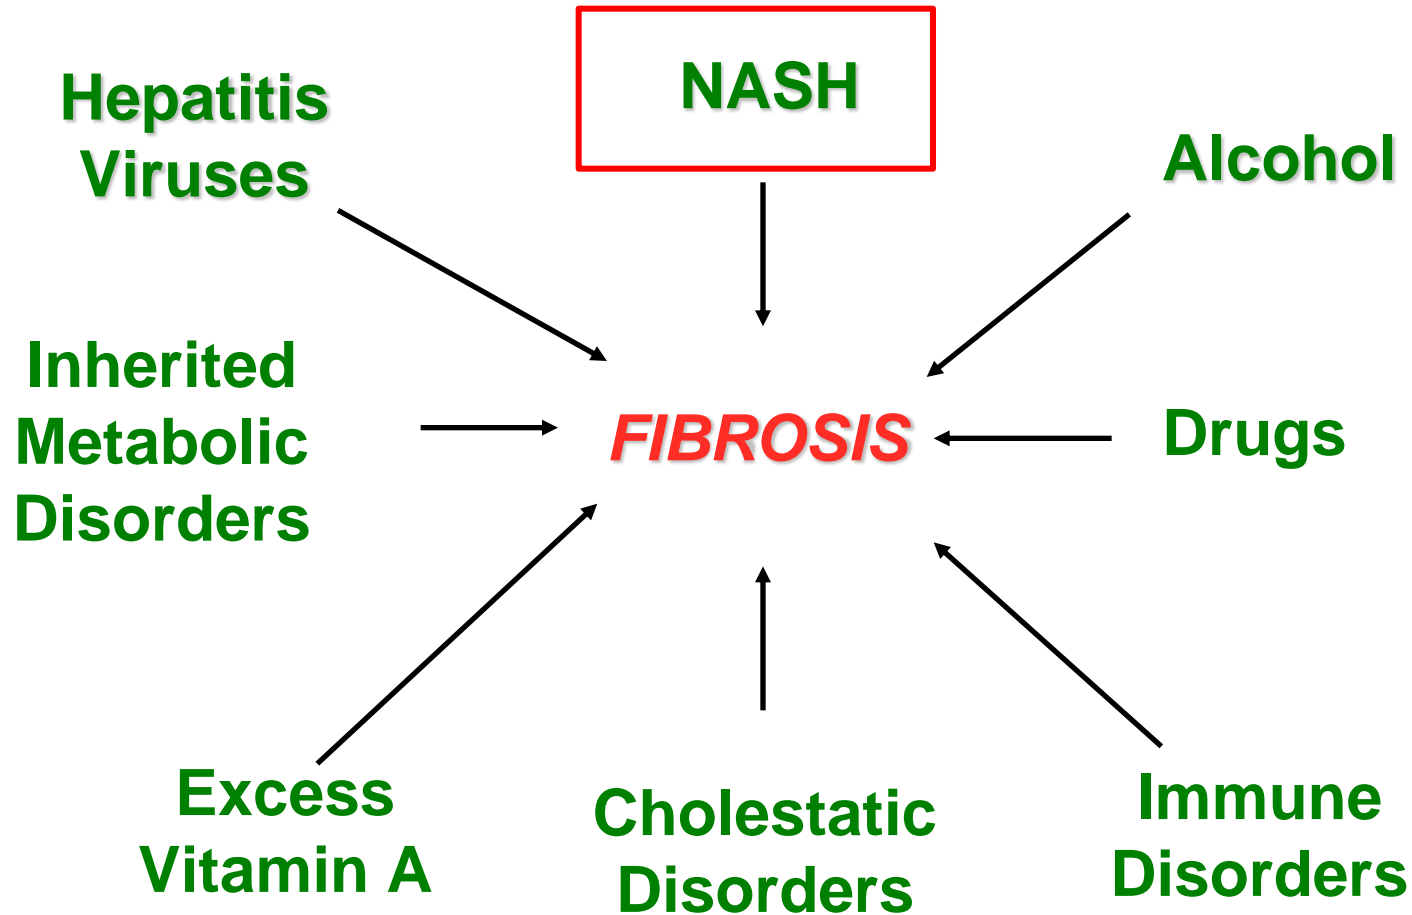 Hepatitis
Viruses
NASH
Alcohol
Inherited
Metabolic
Disorders
FIBROSIS
Drugs
Excess
Vitamin A
Cholestatic
Disorders
Immune
Disorders